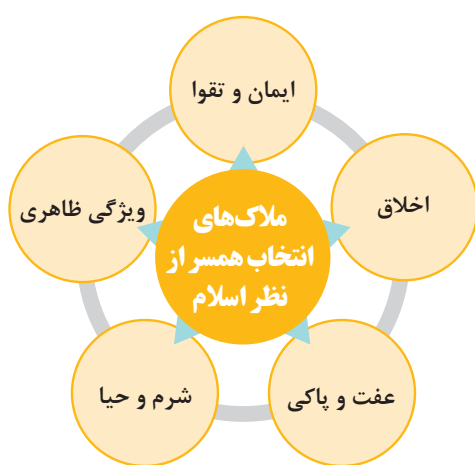 ایمان و تقوا
اخلاق
ویژگی ظاهری
ملاک‌های
انتخاب همسر از
نظر اسلام
عفت و پاکی
شرم و حیا